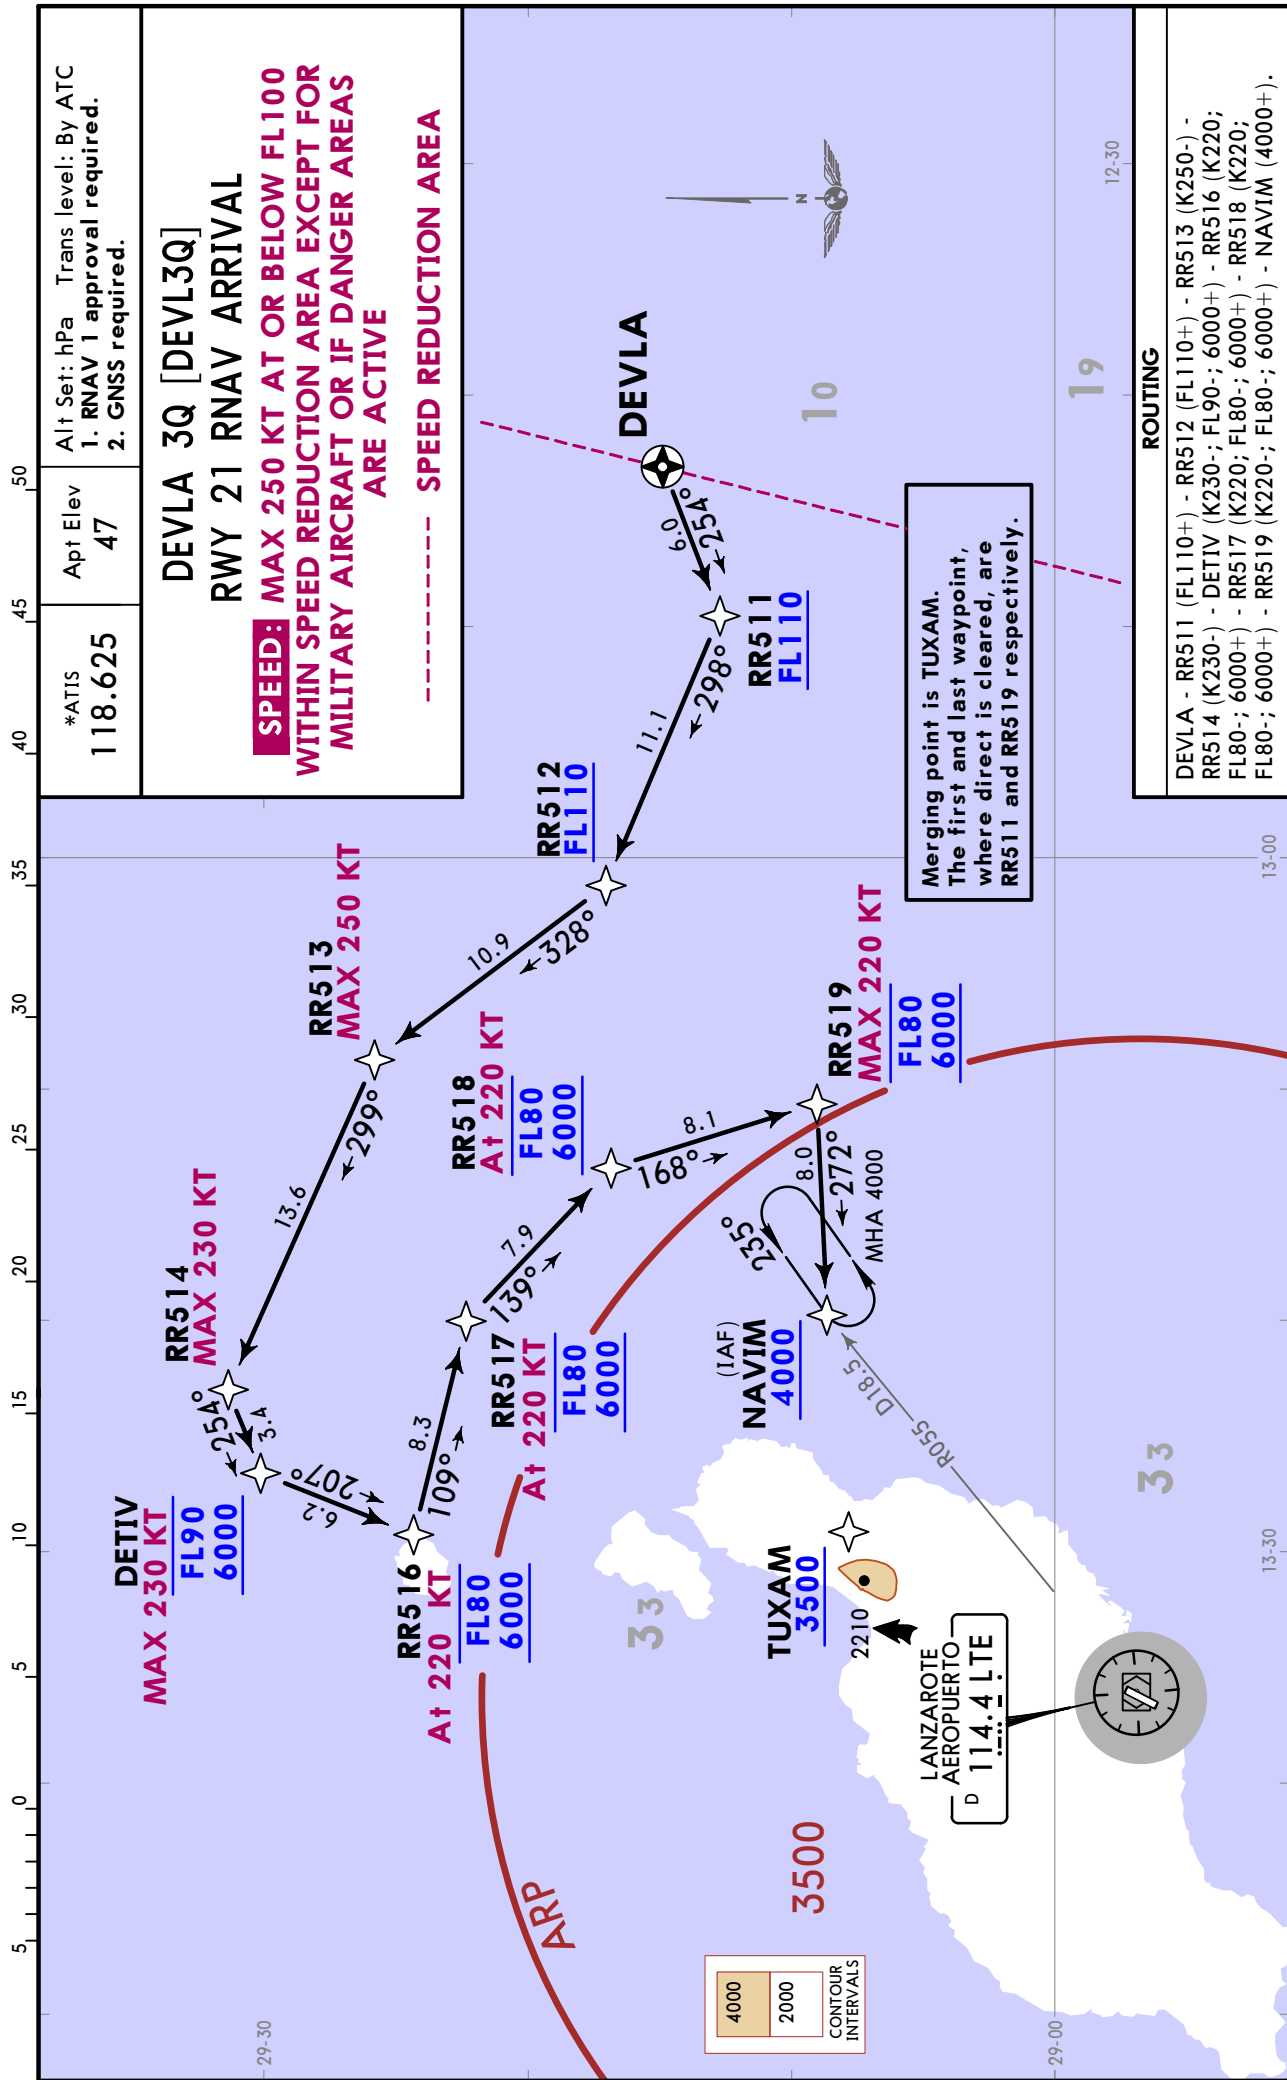 *ATIS
118.625
Apt Elev
47
Alt Set: hPa Trans level: By ATC
1. RNAV 1 approval required.
2. GNSS required.
DEVLA 3Q [DEVL3Q]
RWY 21 RNAV ARRIVAL
SPEED: MAX 250 KT AT OR BELOW FL100
WITHIN SPEED REDUCTION AREA EXCEPT FOR
MILITARY AIRCRAFT OR IF DANGER AREAS
ARE ACTIVE
SPEED REDUCTION AREA
5 0 5 10 15 20 25 30 35 40 45 50
29-30
DETIV
MAX 230 KT
FL90
6000
254°
3.4
RR514
MAX 230 KT
13.6
299°
RR513
MAX 250 KT
10.9
328°
207°
6.2
RR516
At 220 KT
FL80
6000
8.3
109°
RR517
At 220 KT
FL80
6000
7.9
139°
RR518
At 220 KT
FL80
6000
8.1
168°
RR512
FL110
11.1
298°
DEVLA
6.0
254°
RR511
FL110
RR519
MAX 220 KT
FL80
6000
8.0
272°
MHA 4000
235°
(IAF)
NAVIM
4000
D18.5
R055
TUXAM
3500
2210
LANZAROTE
AEROPUERTO
D 114.4 LTE
ARP
3500
33
33
10
19
N
4000
2000
CONTOUR
INTERVALS
Merging point is TUXAM.
The first and last waypoint,
where direct is cleared, are
RR511 and RR519 respectively.
29-00
13-30
13-00
12-30
ROUTING
DEVLA - RR511 (FL110+) - RR512 (FL110+) - RR513 (K250-) -
RR514 (K230-) - DETIV (K230-; FL90-; 6000+) - RR516 (K220;
FL80-; 6000+) - RR517 (K220; FL80-; 6000+) - RR518 (K220;
FL80-; 6000+) - RR519 (K220-; FL80-; 6000+) - NAVIM (4000+).